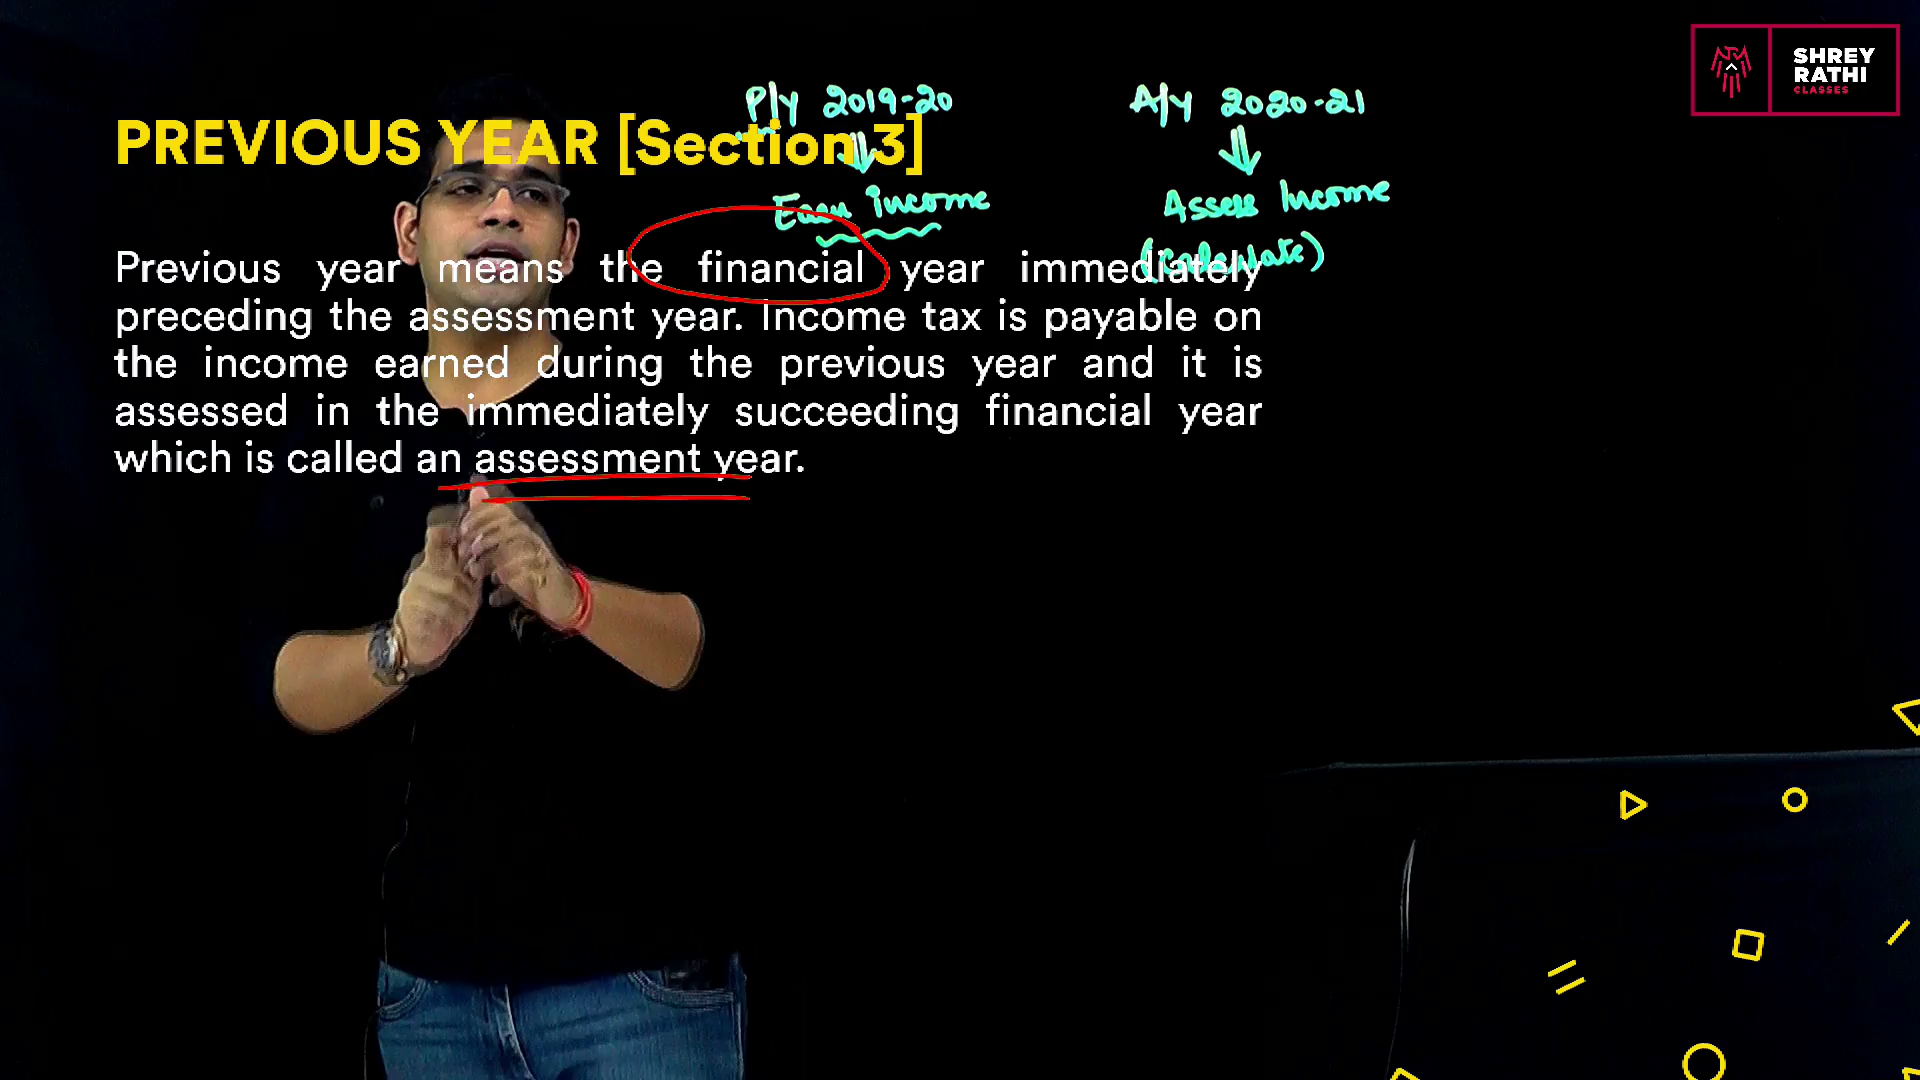 SHREY
RATHI
CLASSES
P/Y 2019-20
A/Y 2020-21
PREVIOUS YEAR [Section 3]
Earn income
Assess Income
(calculate)
Previous year means the financial year immediately
preceding the assessment year. Income tax is payable on
the income earned during the previous year and it is
assessed in the immediately succeeding financial year
which is called an assessment year.